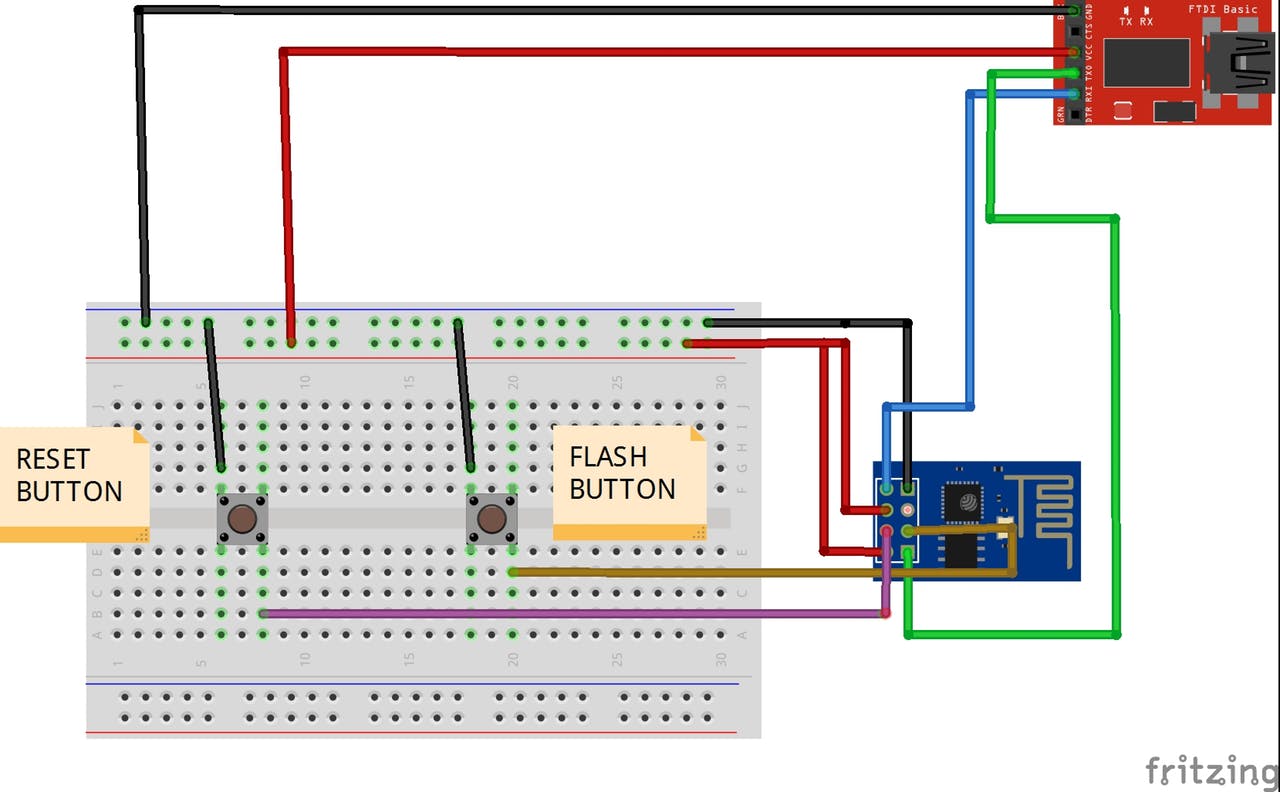 FTDI Basic
TX RX
GND
CTS
VCC
TXO
RXI
DTR
GRN
1 5 10 15 20 25 30
J J
I I
H
G G
F F
RESET
BUTTON
FLASH
BUTTON
E E
D
C C
B B
A A
1 5 10 15 20 25 30
fritzing